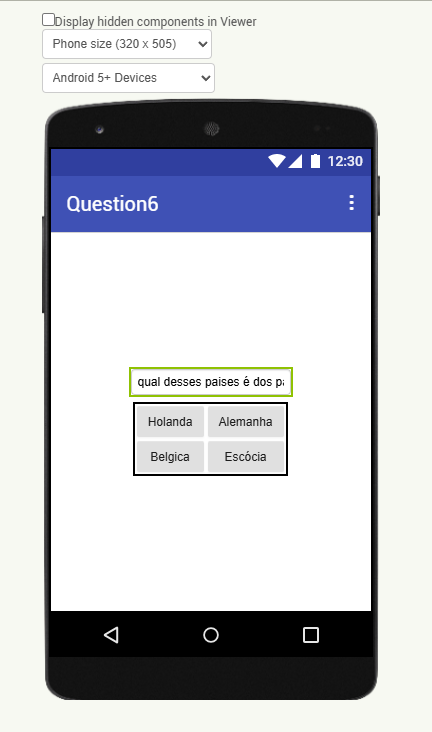 Display hidden components in Viewer
Phone size (320 x 505)
Android 5+ Devices
12:30
Question6
qual desses paises é dos
Holanda Alemanha
Belgica Escócia